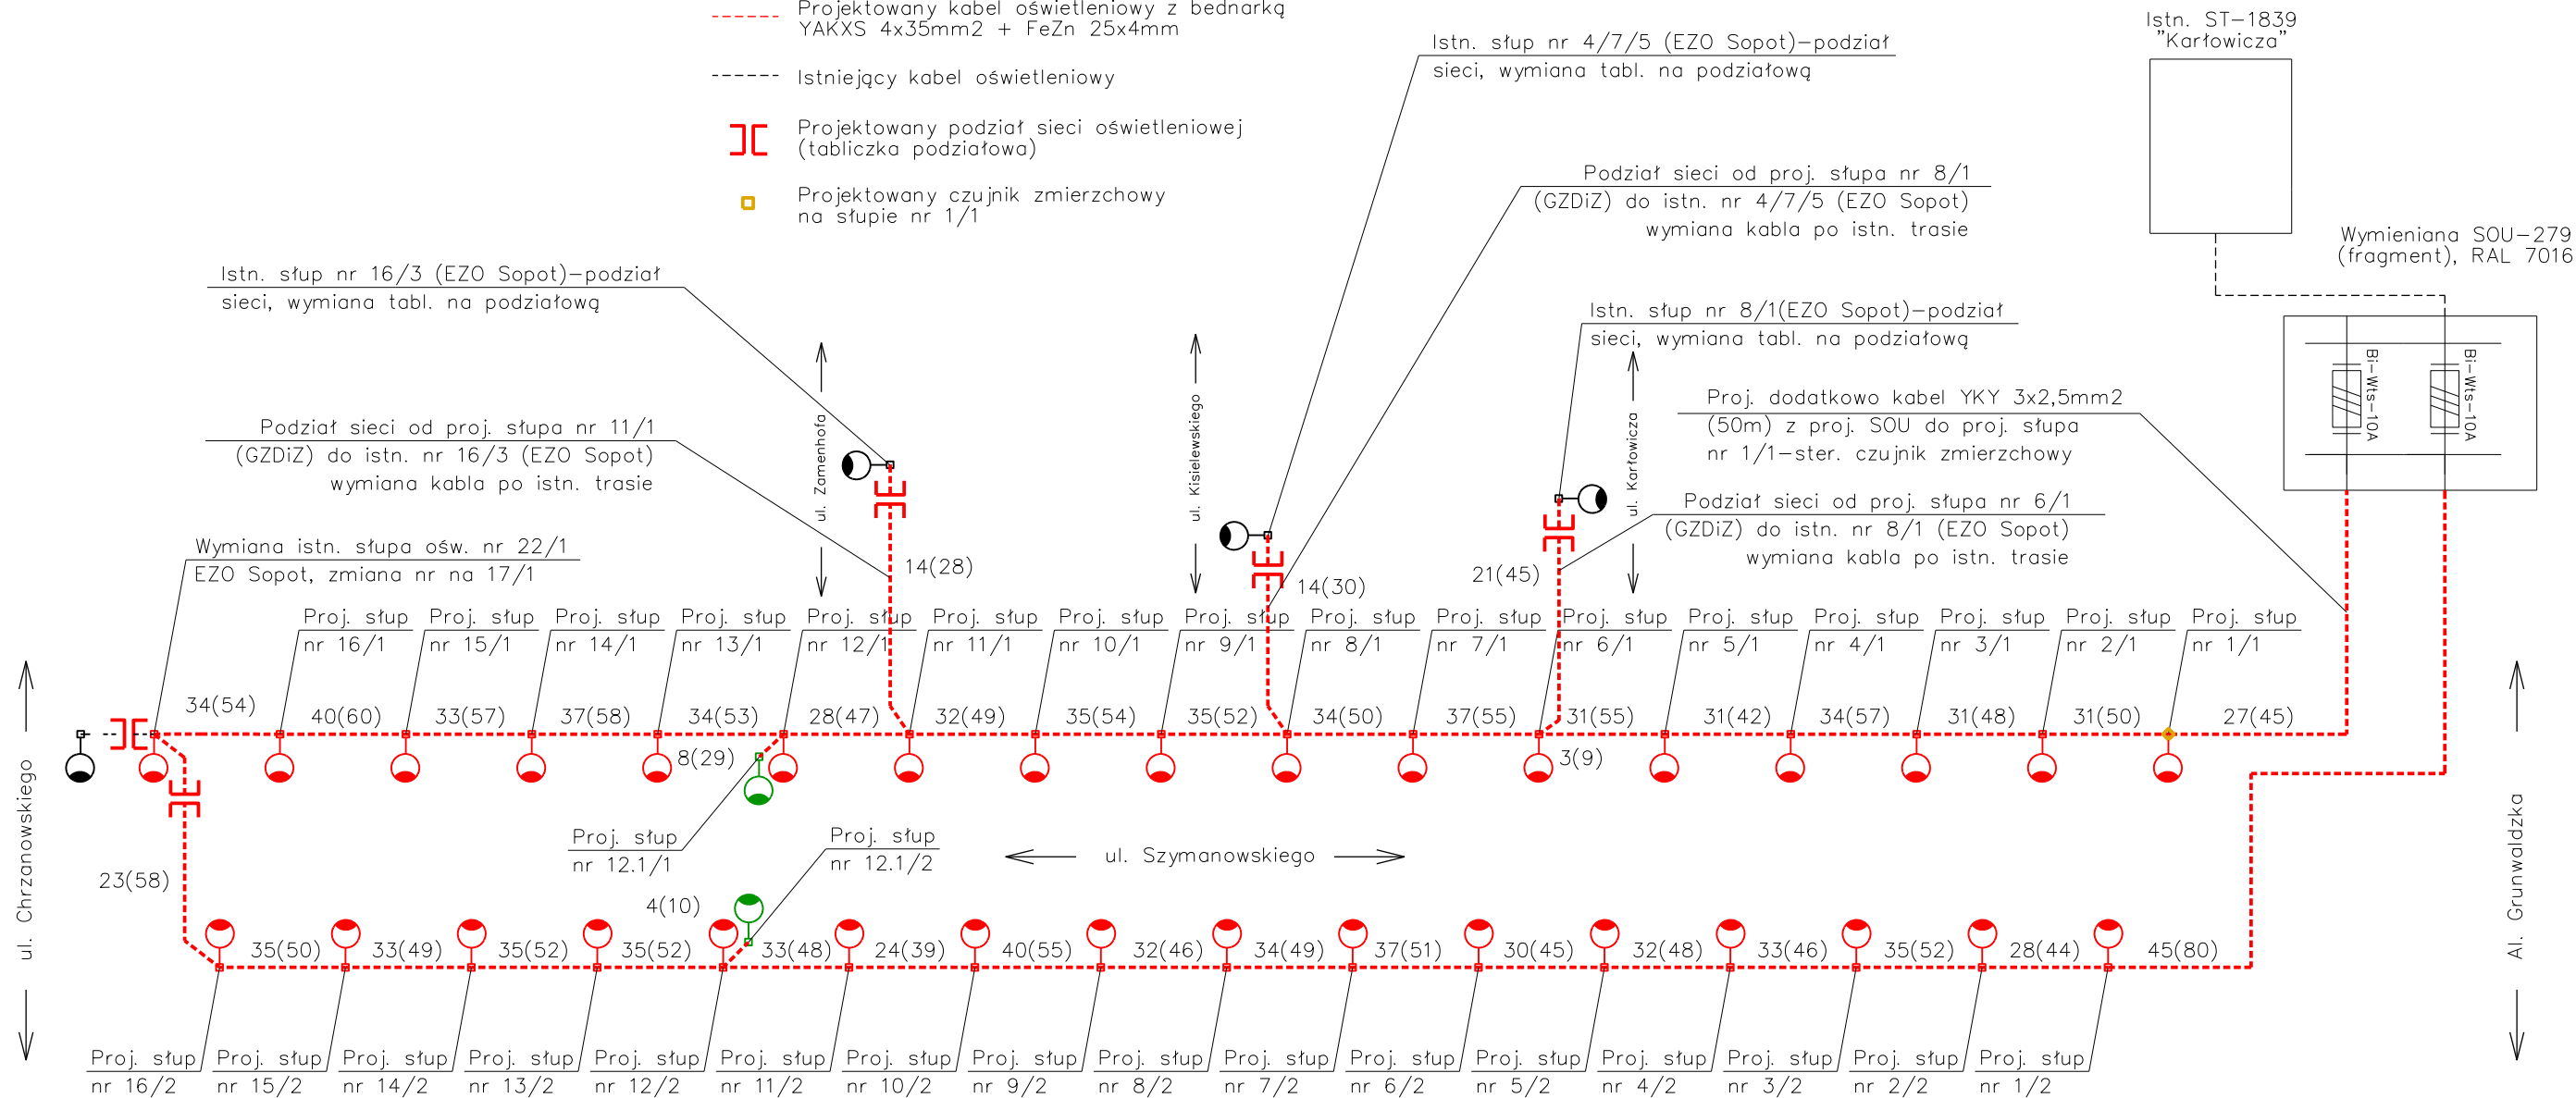 Projektowany kabel oświetleniowy z bednarką
YAKXS 4x35mm2 + FeZn 25x4mm
Istniejący kabel oświetleniowy
Projektowany podział sieci oświetleniowej
(tabliczka podziałowa)
Projektowany czujnik zmierzchowy
na słupie nr 1/1
Istn. słup nr 4/7/5 (EZO Sopot)–podział
sieci, wymiana tabl. na podziałową
Istn. ST–1839
"Karłowicza"
Podział sieci od proj. słupa nr 8/1
(GZDiZ) do istn. nr 4/7/5 (EZO Sopot)
wymiana kabla po istn. trasie
Wymieniana SOU–279
(fragment), RAL 7016
Istn. słup nr 16/3 (EZO Sopot)–podział
sieci, wymiana tabl. na podziałową
Istn. słup nr 8/1(EZO Sopot)–podział
sieci, wymiana tabl. na podziałową
Bi–Wts–10A
Bi–Wts–10A
Proj. dodatkowo kabel YKY 3x2,5mm2
(50m) z proj. SOU do proj. słupa
nr 1/1–ster. czujnik zmierzchowy
Podział sieci od proj. słupa nr 11/1
(GZDiZ) do istn. nr 16/3 (EZO Sopot)
wymiana kabla po istn. trasie
ul. Zamenhofa
ul. Kisielewskiego
ul. Karłowicza
Podział sieci od proj. słupa nr 6/1
(GZDiZ) do istn. nr 8/1 (EZO Sopot)
wymiana kabla po istn. trasie
Wymiana istn. słupa ośw. nr 22/1
EZO Sopot, zmiana nr na 17/1
14(28)
14(30)
21(45)
Proj. słup
nr 16/1
Proj. słup
nr 15/1
Proj. słup
nr 14/1
Proj. słup
nr 13/1
Proj. słup
nr 12/1
Proj. słup
nr 11/1
Proj. słup
nr 10/1
Proj. słup
nr 9/1
Proj. słup
nr 8/1
Proj. słup
nr 7/1
Proj. słup
nr 6/1
Proj. słup
nr 5/1
Proj. słup
nr 4/1
Proj. słup
nr 3/1
Proj. słup
nr 2/1
Proj. słup
nr 1/1
34(54)
40(60)
33(57)
37(58)
34(53)
28(47)
32(49)
35(54)
35(52)
34(50)
37(55)
31(55)
31(42)
34(57)
31(48)
31(50)
27(45)
8(29)
3(9)
Proj. słup
nr 12.1/1
Proj. słup
nr 12.1/2
ul. Szymanowskiego
ul. Chrzanowskiego
Al. Grunwaldzka
23(58)
4(10)
35(50)
33(49)
35(52)
35(52)
33(48)
24(39)
40(55)
32(46)
34(49)
37(51)
30(45)
32(48)
33(46)
35(52)
28(44)
45(80)
Proj. słup
nr 16/2
Proj. słup
nr 15/2
Proj. słup
nr 14/2
Proj. słup
nr 13/2
Proj. słup
nr 12/2
Proj. słup
nr 11/2
Proj. słup
nr 10/2
Proj. słup
nr 9/2
Proj. słup
nr 8/2
Proj. słup
nr 7/2
Proj. słup
nr 6/2
Proj. słup
nr 5/2
Proj. słup
nr 4/2
Proj. słup
nr 3/2
Proj. słup
nr 2/2
Proj. słup
nr 1/2